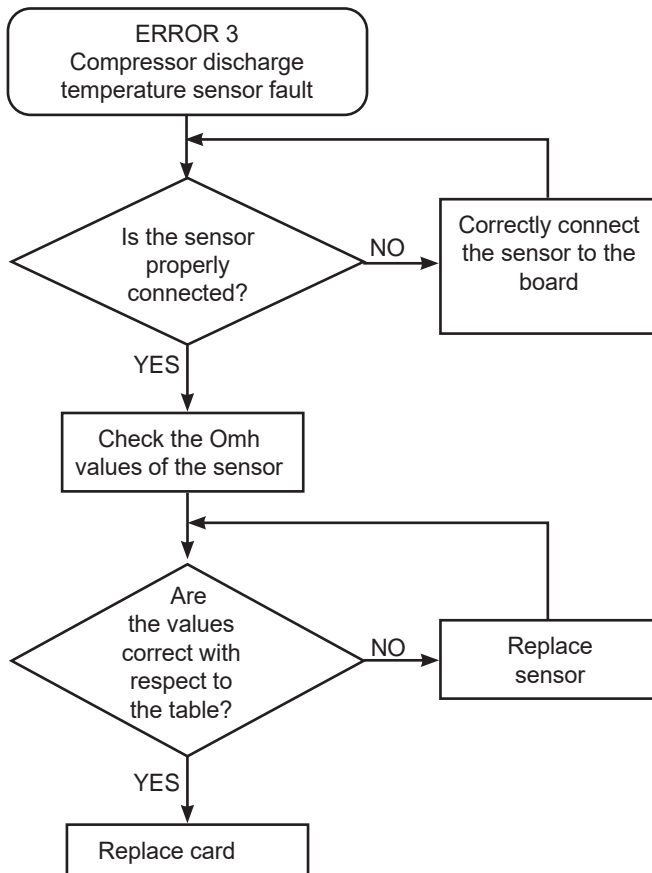 ERROR 3
Compressor discharge
temperature sensor fault
Is the sensor
properly
connected?
NO
Correctly connect
the sensor to the
board
YES
Check the Omh
values of the sensor
Are
the values
correct with
respect to
the table?
NO
Replace
sensor
YES
Replace card